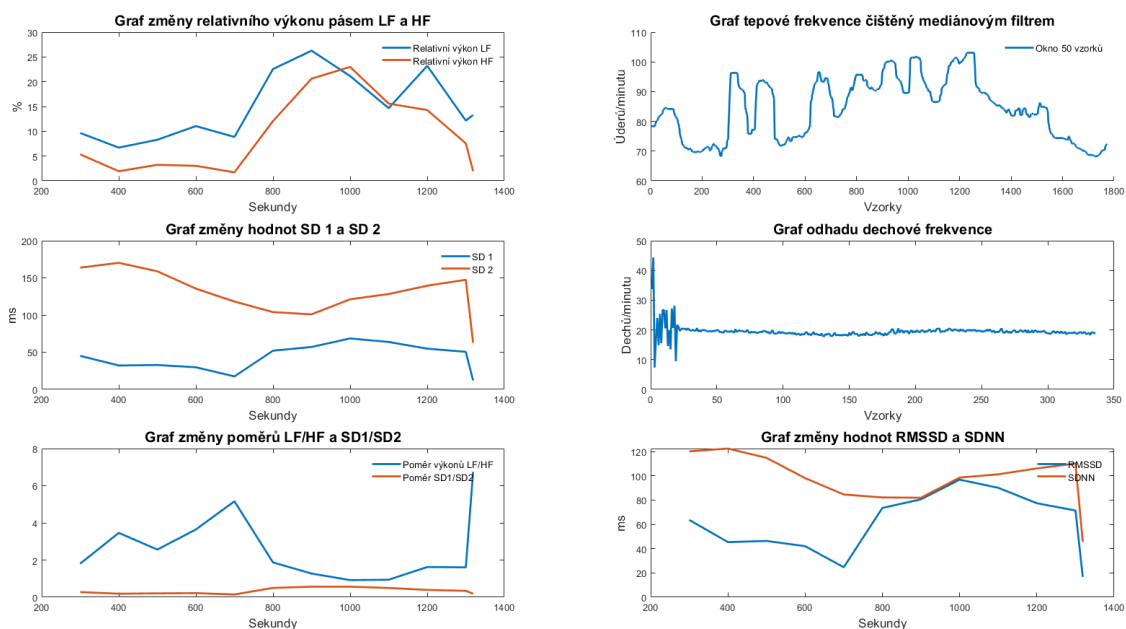 Graf změny relativního výkonu pásem LF a HF
30
25
20
15
10
5
0
%
Relativní výkon LF
Relativní výkon HF
200 400 600 800 1000 1200 1400
Sekundy
Graf tepové frekvence čištěný mediánovým filtrem
110
100
90
80
70
60
Úderů/minutu
Okno 50 vzorků
0 200 400 600 800 1000 1200 1400 1600 1800
Vzorky
Graf změny hodnot SD 1 a SD 2
200
150
100
50
0
ms
SD 1
SD 2
200 400 600 800 1000 1200 1400
Sekundy
Graf odhadu dechové frekvence
50
40
30
20
10
0
Dechů/minutu
0 50 100 150 200 250 300 350
Vzorky
Graf změny poměrů LF/HF a SD1/SD2
8
6
4
2
0
Poměr výkonů LF/HF
Poměr SD1/SD2
200 400 600 800 1000 1200 1400
Sekundy
Graf změny hodnot RMSSD a SDNN
120
100
80
60
40
20
0
ms
RMSSD
SDNN
200 400 600 800 1000 1200 1400
Sekundy